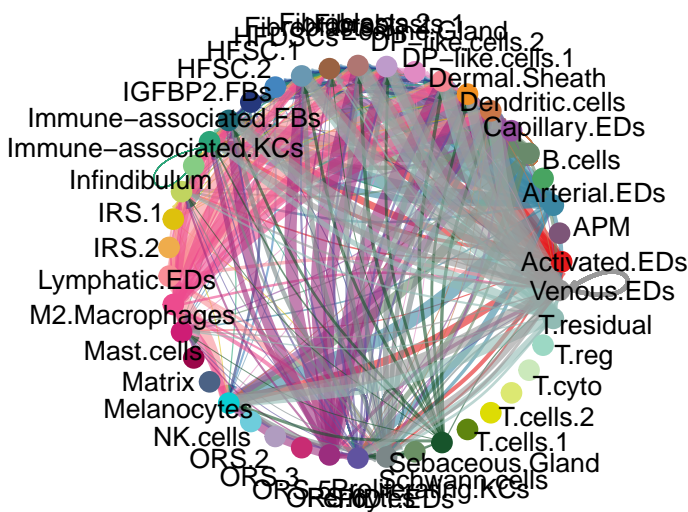 HFSC.1
DP−like.cells.2
HFSC.2
DP−like.cells.1
IGFBP2.FBs
Dermal.Sheath
Immune−associated.FBs
Dendritic.cells
Immune−associated.KCs
Capillary.EDs
Infindibulum
B.cells
IRS.1
Arterial.EDs
IRS.2
APM
Lymphatic.EDs
Activated.EDs
M2.Macrophages
Venous.EDs
Mast.cells
T.residual
Matrix
T.reg
Melanocytes
T.cyto
NK.cells
T.cells.2
ORS.2
T.cells.1
ORS.3
Sebaceous.Gland
Schwann.cells
Proliferating.KCs